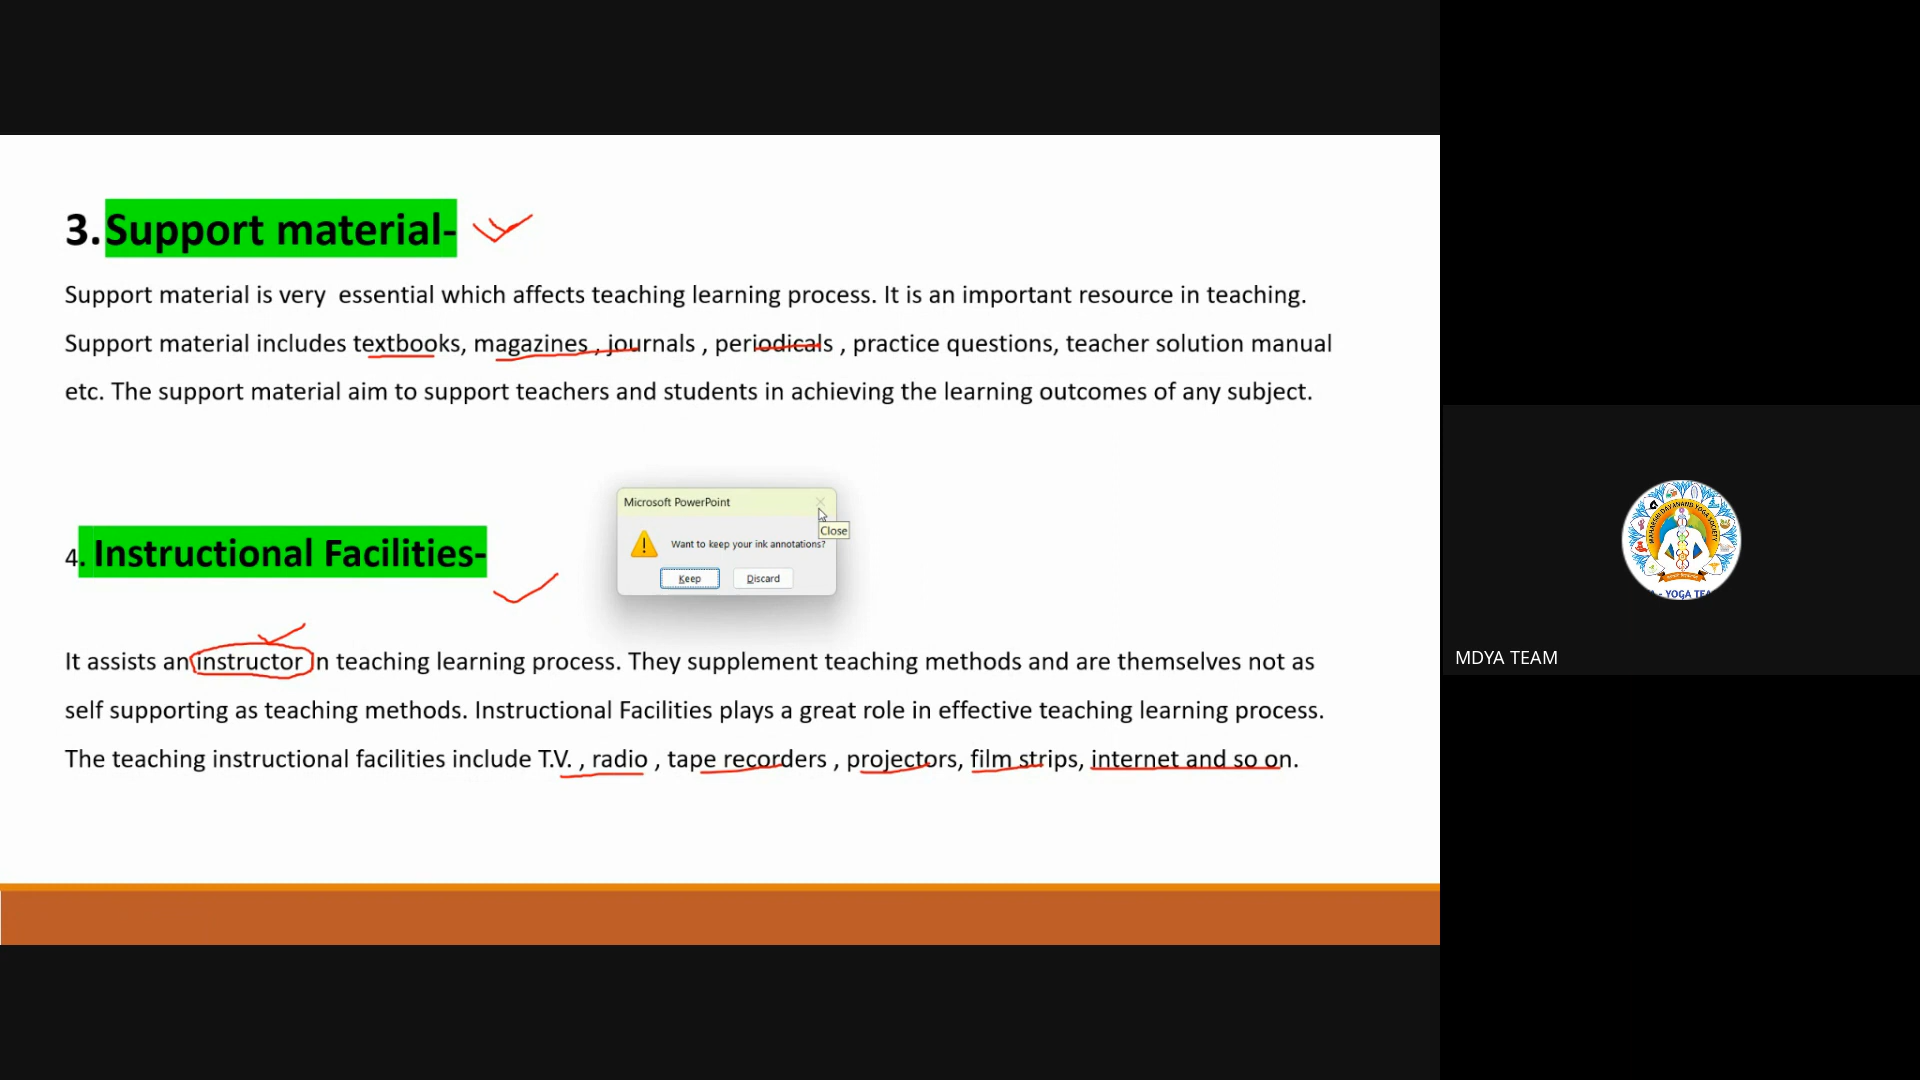 3. Support material-
Support material is very  essential which affects teaching learning process. It is an important resource in teaching.
Support material includes textbooks, magazines , journals , periodicals , practice questions, teacher solution manual
etc. The support material aim to support teachers and students in achieving the learning outcomes of any subject.
Microsoft PowerPoint
Close
Want to keep your ink annotations?
Keep
Discard
4. Instructional Facilities-
It assists an instructor in teaching learning process. They supplement teaching methods and are themselves not as
self supporting as teaching methods. Instructional Facilities plays a great role in effective teaching learning process.
The teaching instructional facilities include T.V. , radio , tape recorders , projectors, film strips, internet and so on.
MAHARSHI DAYANAND YOGA SOCIETY
MDYA TEAM